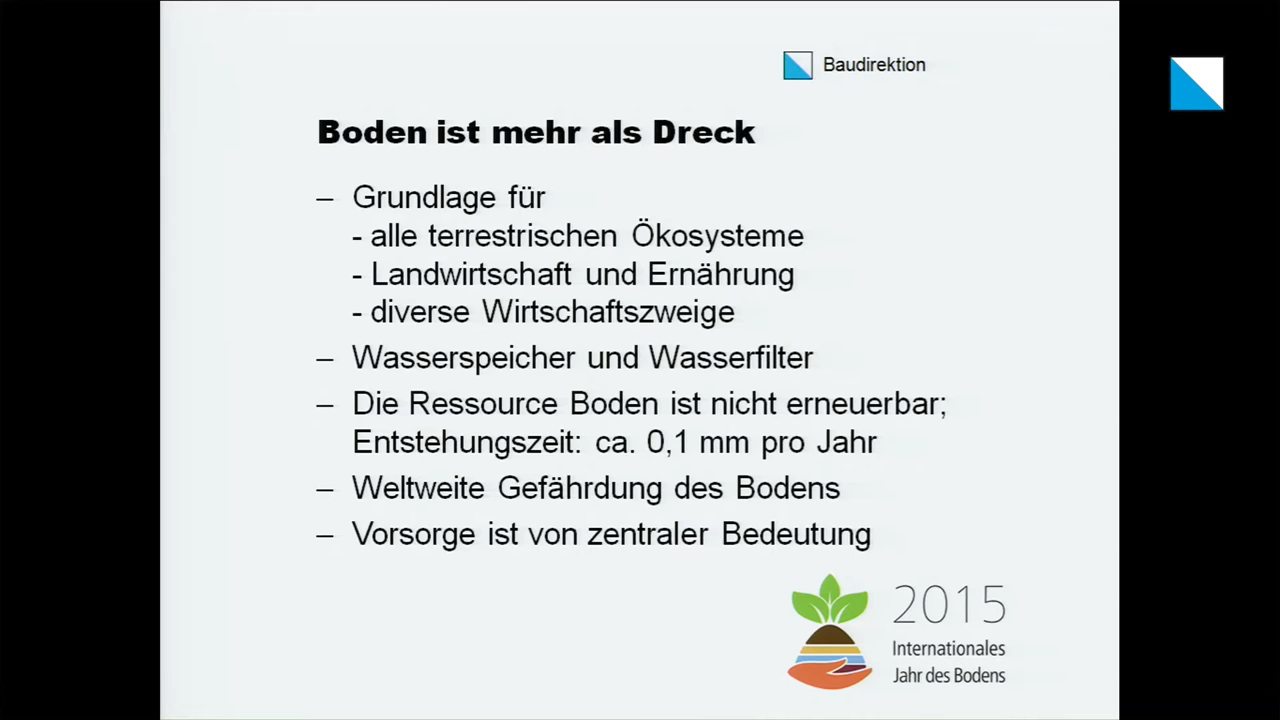 Baudirektion
Boden ist mehr als Dreck
– Grundlage für
- alle terrestrischen Ökosysteme
- Landwirtschaft und Ernährung
- diverse Wirtschaftszweige
– Wasserspeicher und Wasserfilter
– Die Ressource Boden ist nicht erneuerbar;
Entstehungszeit: ca. 0,1 mm pro Jahr
– Weltweite Gefährdung des Bodens
– Vorsorge ist von zentraler Bedeutung
2015
Internationales
Jahr des Bodens